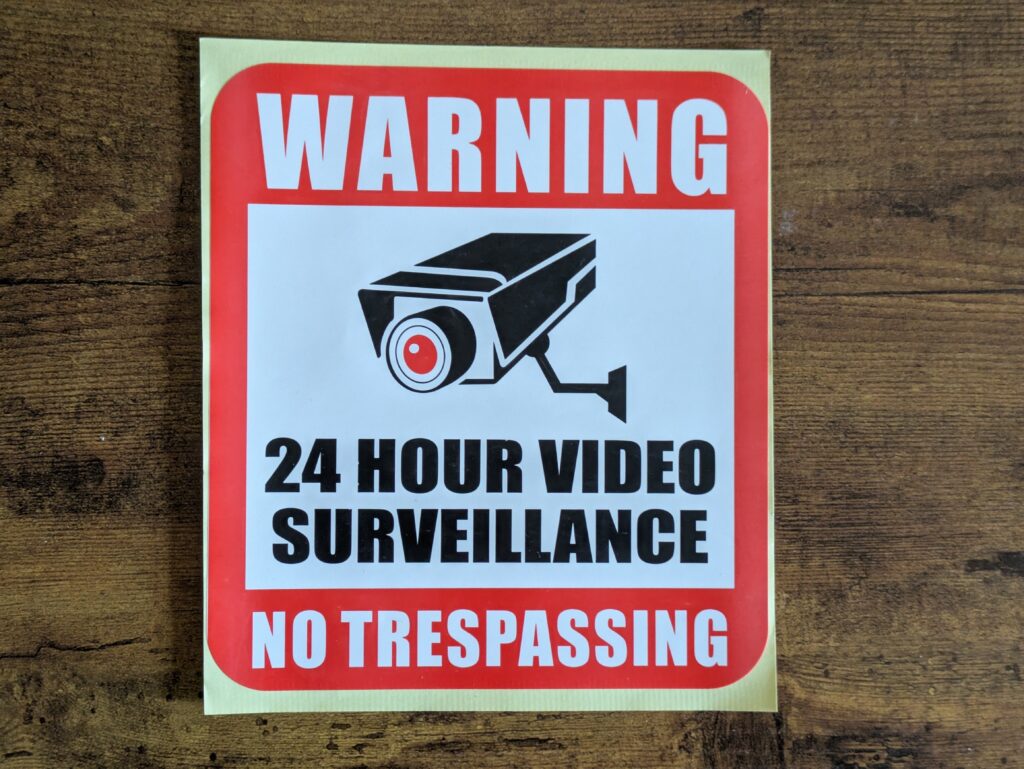 WARNING
24 HOUR VIDEO
SURVEILLANCE
NO TRESPASSING